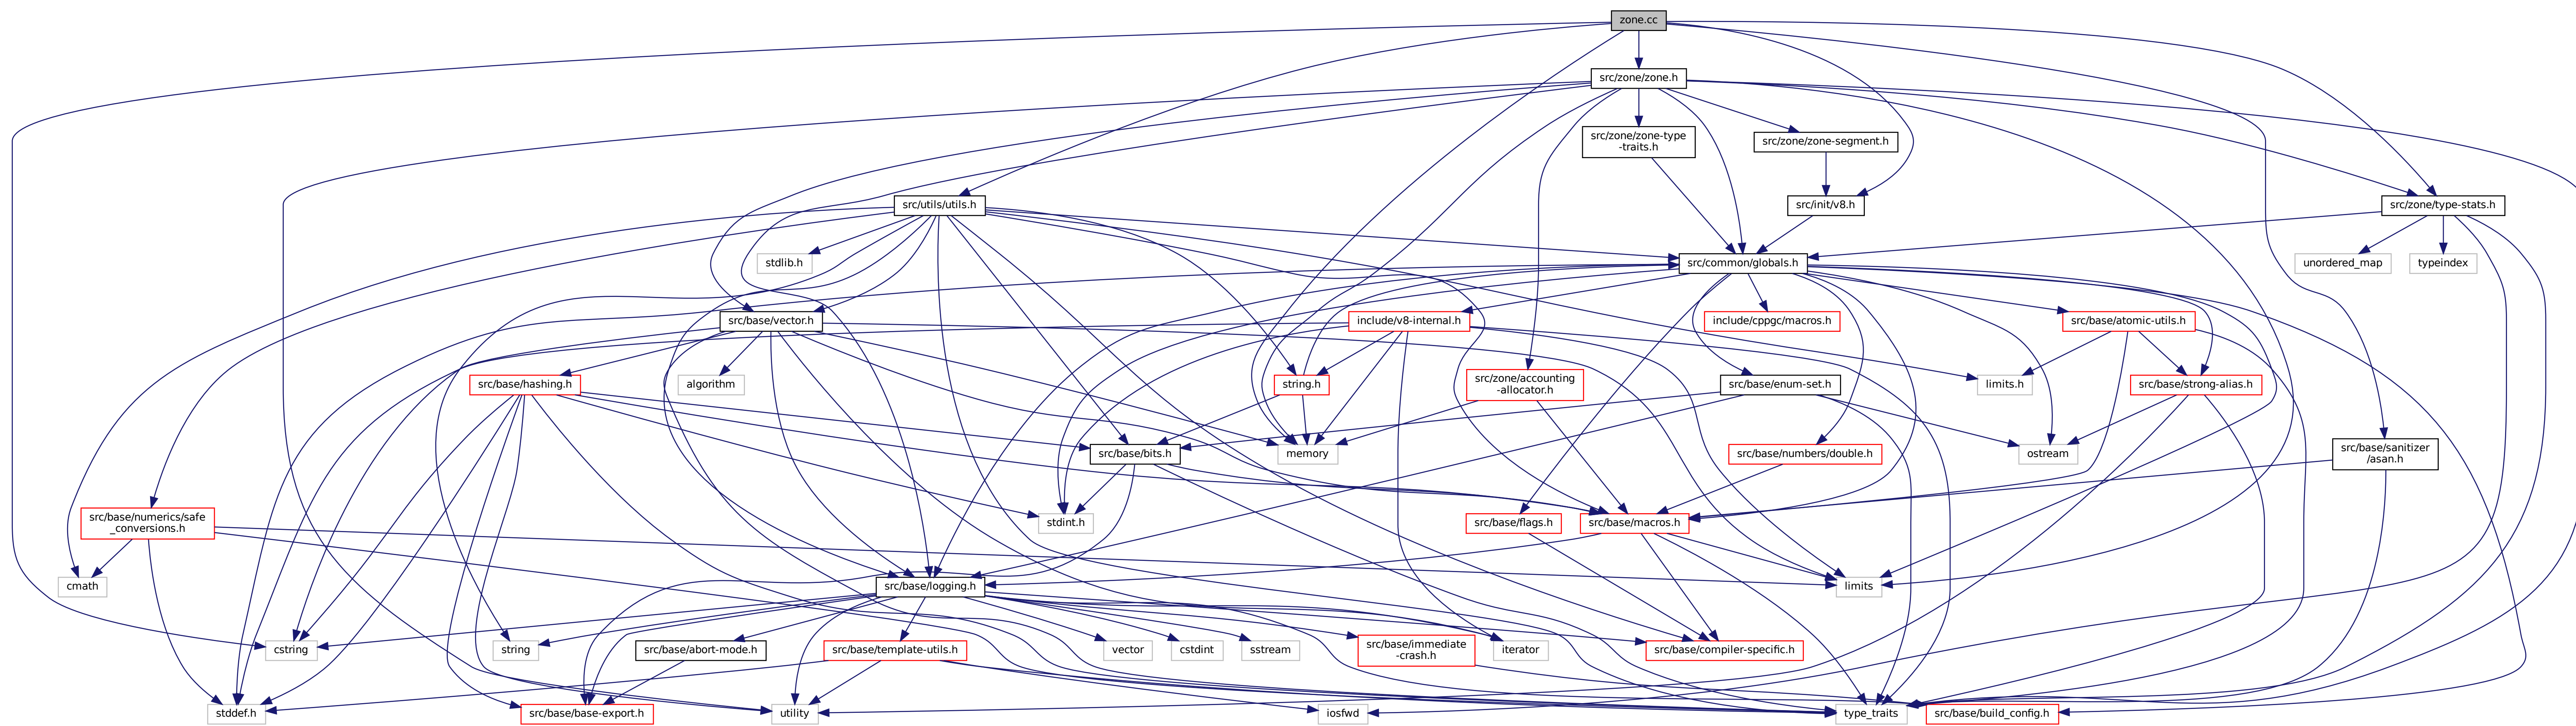 zone.cc
src/zone/zone.h
src/zone/zone-type
-traits.h
src/zone/zone-segment.h
src/utils/utils.h
src/init/v8.h
src/zone/type-stats.h
stdlib.h
src/common/globals.h
unordered_map
typeindex
src/base/vector.h
include/v8-internal.h
include/cppgc/macros.h
src/base/atomic-utils.h
src/base/hashing.h
algorithm
string.h
src/zone/accounting
-allocator.h
src/base/enum-set.h
limits.h
src/base/strong-alias.h
src/base/bits.h
memory
src/base/numbers/double.h
ostream
src/base/sanitizer
/asan.h
src/base/numerics/safe
_conversions.h
stdint.h
src/base/flags.h
src/base/macros.h
cmath
src/base/logging.h
limits
cstring
string
src/base/abort-mode.h
src/base/template-utils.h
vector
cstdint
sstream
src/base/immediate
-crash.h
iterator
src/base/compiler-specific.h
stddef.h
src/base/base-export.h
utility
iosfwd
type_traits
src/base/build_config.h